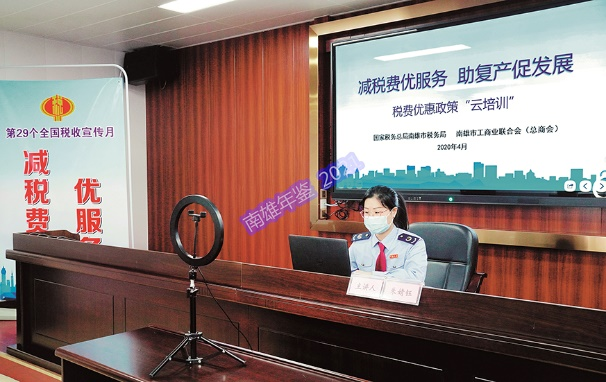 减税费优服务 助复产促发展
税费优惠政策“云培训”
国家税务总局南雄市税务局 南雄市工商业联合会（总商会）
2020年4月
第29个全国税收宣传月
减税费
优服务
南雄年鉴 2021
主讲人